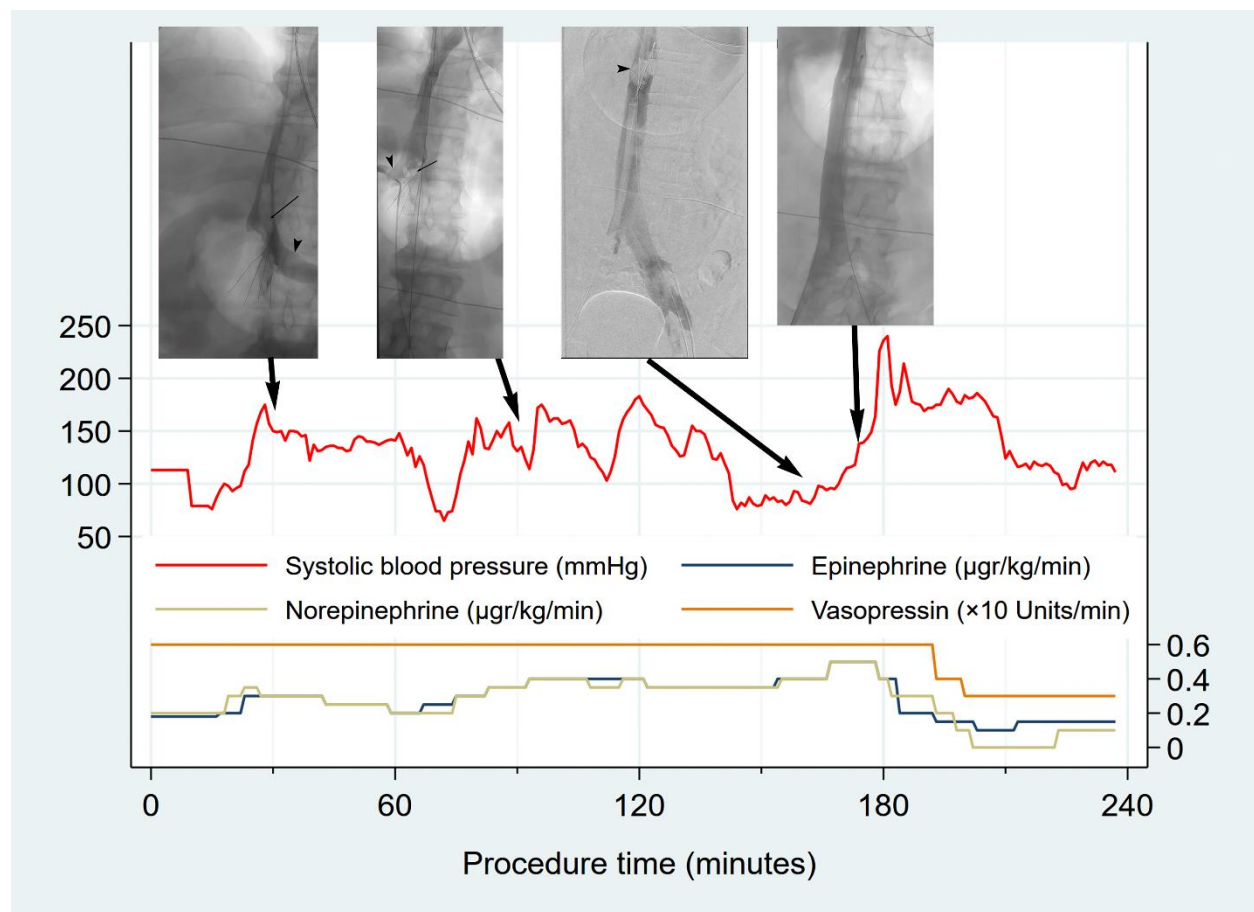 250
200
150
100
50
Systolic blood pressure (mmHg) Epinephrine (µgr/kg/min)
Norepinephrine (µgr/kg/min) Vasopressin (×10 Units/min)
0.6
0.4
0.2
0
0 60 120 180 240
Procedure time (minutes)